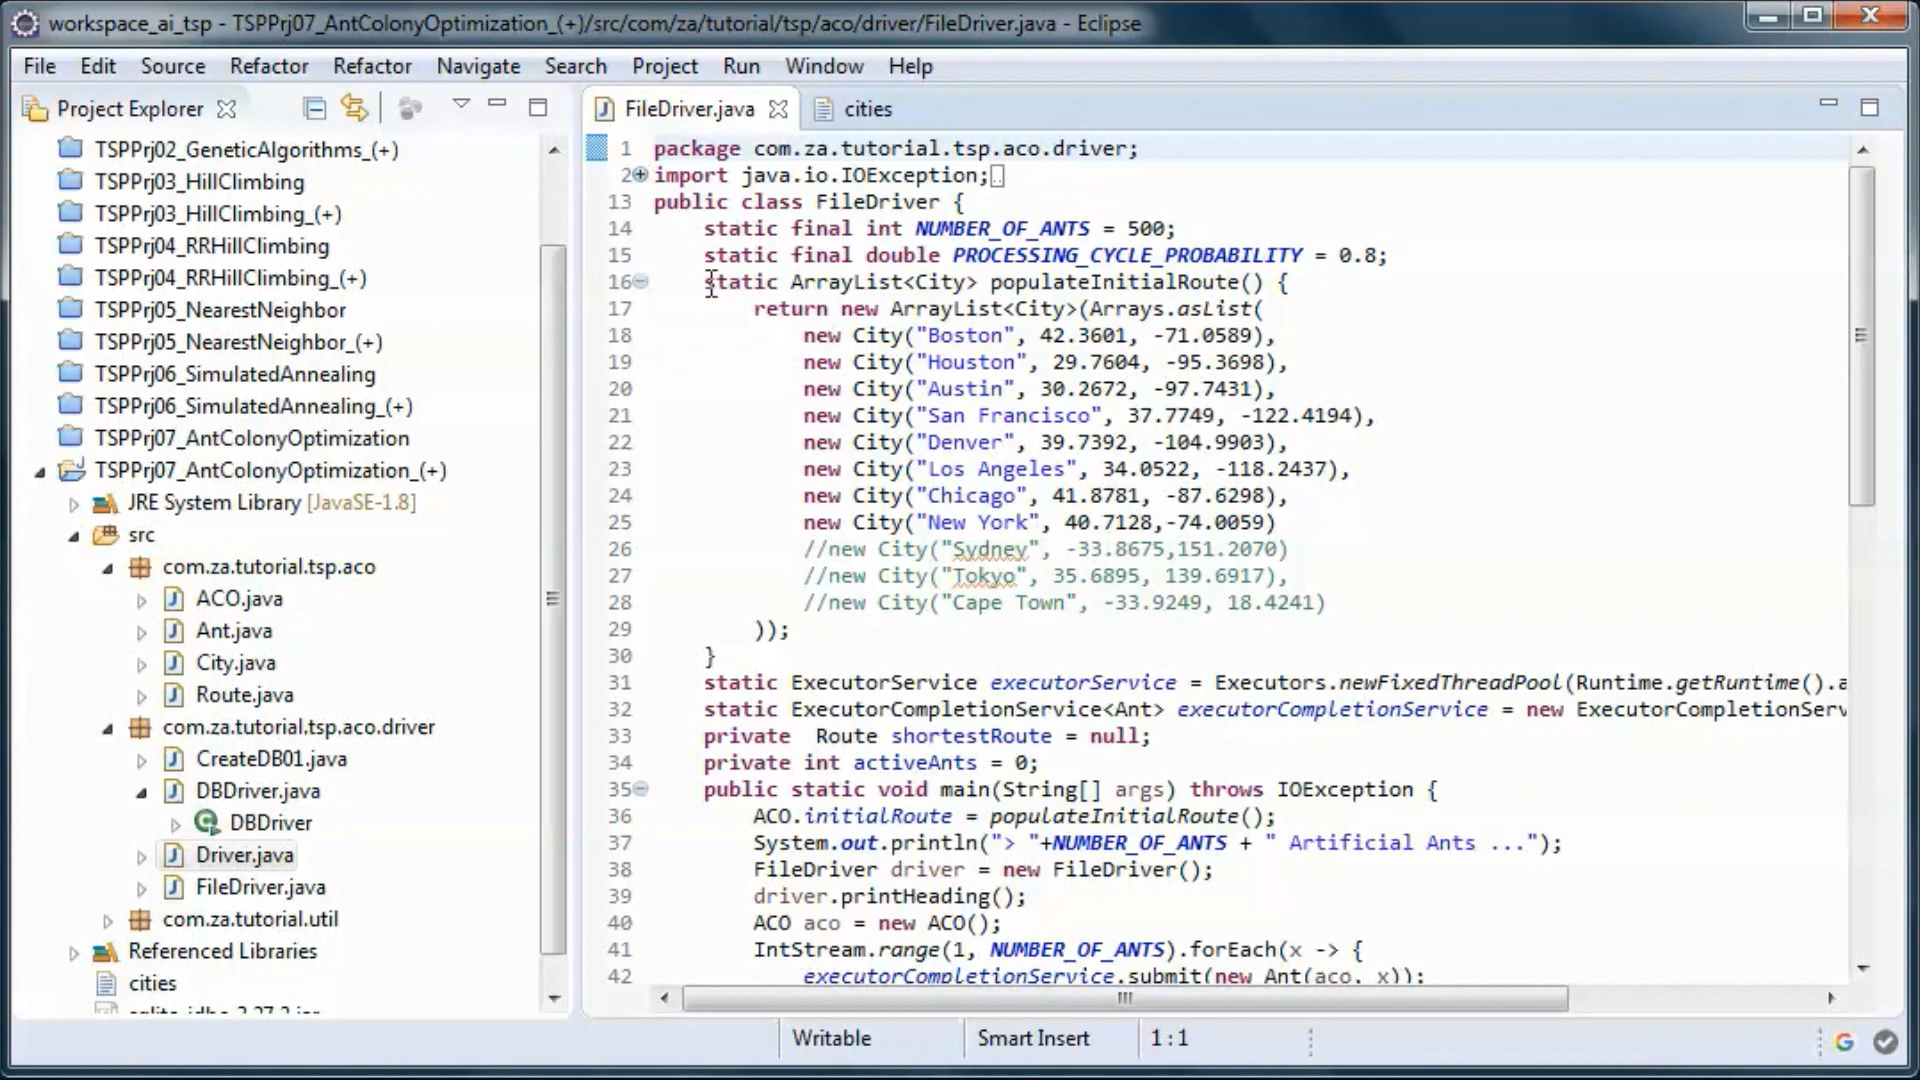 workspace_ai_tsp - TSPPrj07_AntColonyOptimization_(+)/src/com/za/tutorial/tsp/aco/driver/FileDriver.java - Eclipse
File Edit Source Refactor Refactor Navigate Search Project Run Window Help
Project Explorer
TSPPrj02_GeneticAlgorithms_(+)
TSPPrj03_HillClimbing
TSPPrj03_HillClimbing_(+)
TSPPrj04_RRHillClimbing
TSPPrj04_RRHillClimbing_(+)
TSPPrj05_NearestNeighbor
TSPPrj05_NearestNeighbor_(+)
TSPPrj06_SimulatedAnnealing
TSPPrj06_SimulatedAnnealing_(+)
TSPPrj07_AntColonyOptimization
TSPPrj07_AntColonyOptimization_(+)
JRE System Library [JavaSE-1.8]
src
com.za.tutorial.tsp.aco
ACO.java
Ant.java
City.java
Route.java
com.za.tutorial.tsp.aco.driver
CreateDB01.java
DBDriver.java
DBDriver
Driver.java
FileDriver.java
com.za.tutorial.util
Referenced Libraries
cities
FileDriver.java cities
1 package com.za.tutorial.tsp.aco.driver;
2 import java.io.IOException;
13 public class FileDriver {
14 static final int NUMBER_OF_ANTS = 500;
15 static final double PROCESSING_CYCLE_PROBABILITY = 0.8;
16 static ArrayList<City> populateInitialRoute() {
17 return new ArrayList<City>(Arrays.asList(
18 new City("Boston", 42.3601, -71.0589),
19 new City("Houston", 29.7604, -95.3698),
20 new City("Austin", 30.2672, -97.7431),
21 new City("San Francisco", 37.7749, -122.4194),
22 new City("Denver", 39.7392, -104.9903),
23 new City("Los Angeles", 34.0522, -118.2437),
24 new City("Chicago", 41.8781, -87.6298),
25 new City("New York", 40.7128,-74.0059)
26 //new City("Sydney", -33.8675,151.2070)
27 //new City("Tokyo", 35.6895, 139.6917),
28 //new City("Cape Town", -33.9249, 18.4241)
29 ));
30 }
31 static ExecutorService executorService = Executors.newFixedThreadPool(Runtime.getRuntime().a
32 static ExecutorCompletionService<Ant> executorCompletionService = new ExecutorCompletionServ
33 private Route shortestRoute = null;
34 private int activeAnts = 0;
35 public static void main(String[] args) throws IOException {
36 ACO.initialRoute = populateInitialRoute();
37 System.out.println("> "+NUMBER_OF_ANTS + " Artificial Ants ...");
38 FileDriver driver = new FileDriver();
39 driver.printHeading();
40 ACO aco = new ACO();
41 IntStream.range(1, NUMBER_OF_ANTS).forEach(x -> {
42 executorCompletionService.submit(new Ant(aco, x));
Writable Smart Insert 1 : 1